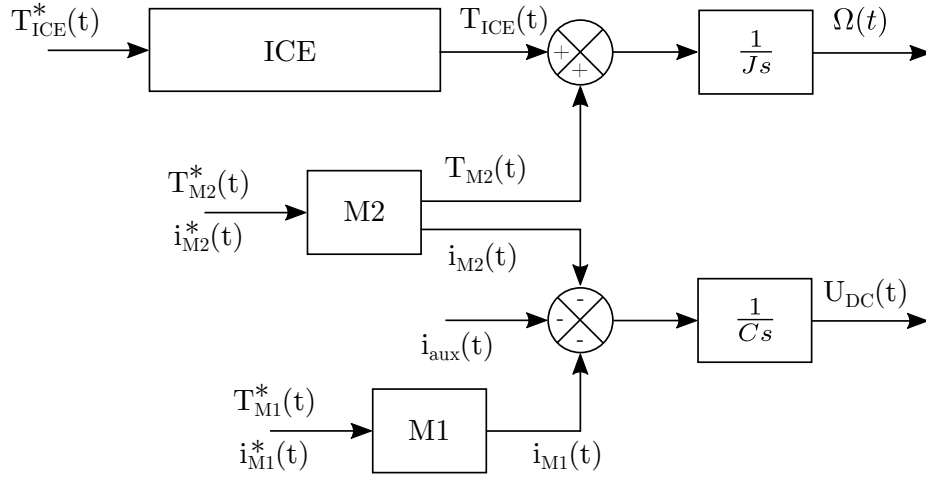 T*ICE(t)
ICE
TICE(t)
+
+
1
Js
Ω(t)
T*M2(t)
i*M2(t)
M2
TM2(t)
iM2(t)
-
-
-
iaux(t)
1
Cs
UDC(t)
T*M1(t)
i*M1(t)
M1
iM1(t)